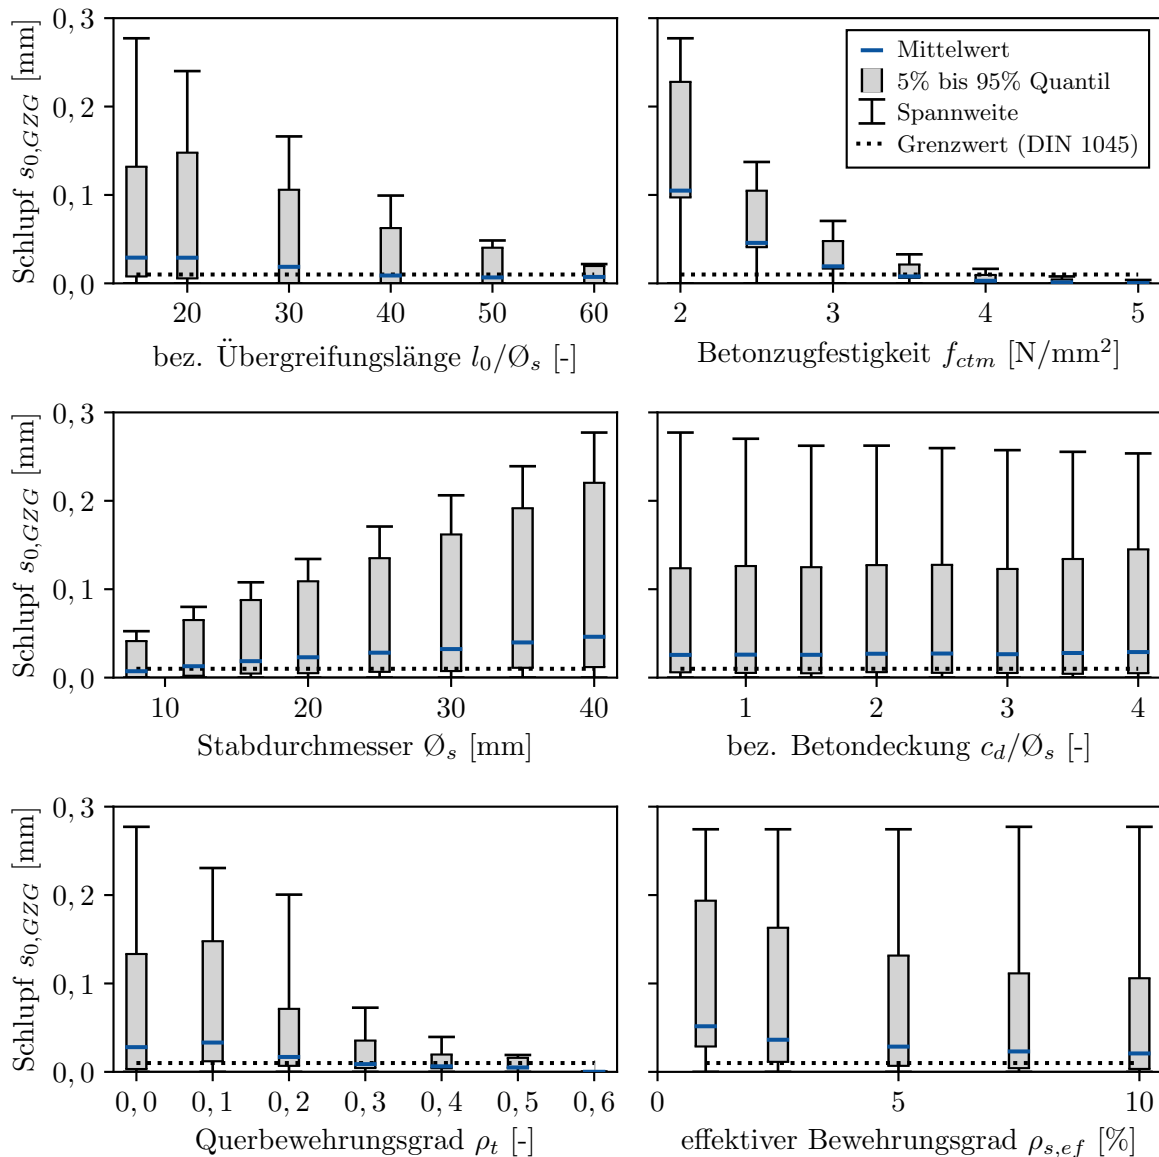 0,3
0,2
0,1
0,0
Schlupf s₀,GZG [mm]
20 30 40 50 60
bez. Übergreifungslänge l₀/Øₛ [-]
Mittelwert
5% bis 95% Quantil
Spannweite
Grenzwert (DIN 1045)
2 3 4 5
Betonzugfestigkeit f_ctm [N/mm²]
0,3
0,2
0,1
0,0
Schlupf s₀,GZG [mm]
10 20 30 40
Stabdurchmesser Øₛ [mm]
1 2 3 4
bez. Betondeckung c_d/Øₛ [-]
0,3
0,2
0,1
0,0
Schlupf s₀,GZG [mm]
0,0 0,1 0,2 0,3 0,4 0,5 0,6
Querbewehrungsgrad ρₜ [-]
0 5 10
effektiver Bewehrungsgrad ρₛ,ef [%]